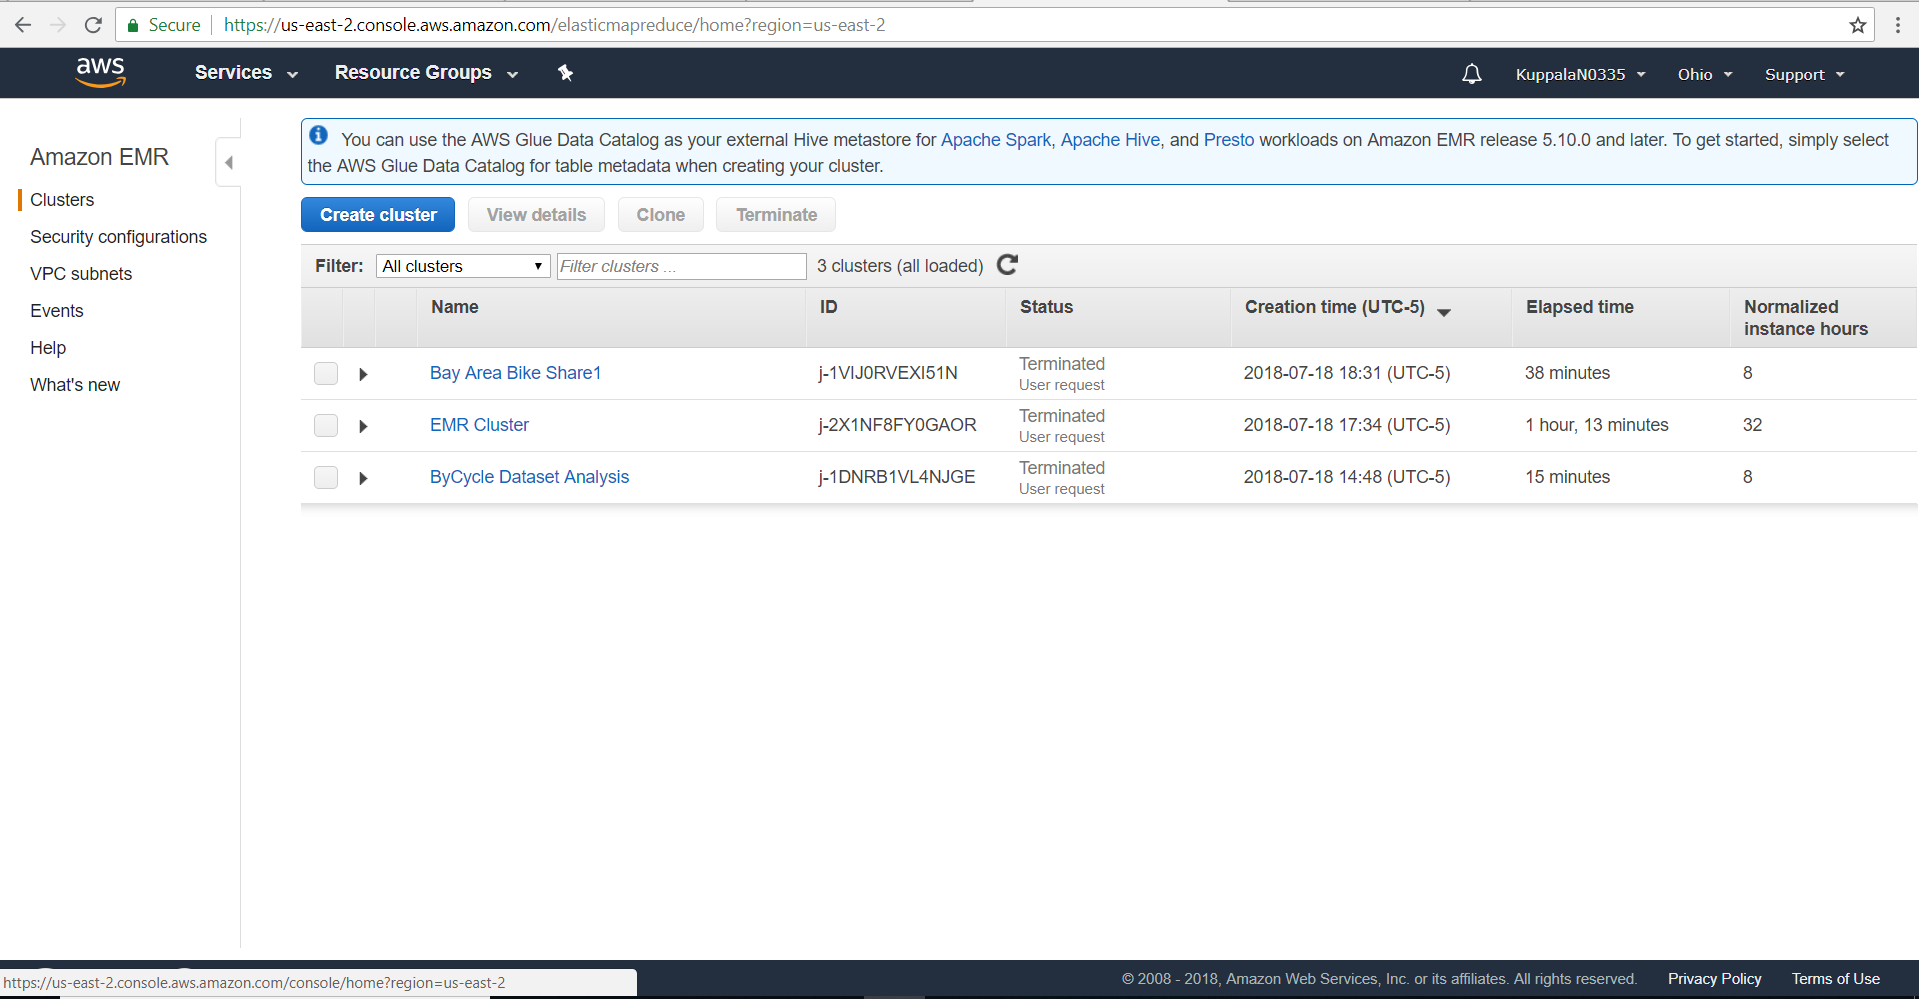 Secure https://us-east-2.console.aws.amazon.com/elasticmapreduce/home?region=us-east-2
aws Services Resource Groups KuppalaN0335 Ohio Support
Amazon EMR
Clusters
Security configurations
VPC subnets
Events
Help
What's new
You can use the AWS Glue Data Catalog as your external Hive metastore for Apache Spark, Apache Hive, and Presto workloads on Amazon EMR release 5.10.0 and later. To get started, simply select
the AWS Glue Data Catalog for table metadata when creating your cluster.
Create cluster View details Clone Terminate
Filter: All clusters Filter clusters ... 3 clusters (all loaded)
Name ID Status Creation time (UTC-5) Elapsed time Normalized
instance hours
Bay Area Bike Share1 j-1VIJ0RVEXI51N Terminated 2018-07-18 18:31 (UTC-5) 38 minutes 8
User request
EMR Cluster j-2X1NF8FY0GAOR Terminated 2018-07-18 17:34 (UTC-5) 1 hour, 13 minutes 32
User request
ByCycle Dataset Analysis j-1DNRB1VL4NJGE Terminated 2018-07-18 14:48 (UTC-5) 15 minutes 8
User request
https://us-east-2.console.aws.amazon.com/console/home?region=us-east-2
© 2008 - 2018, Amazon Web Services, Inc. or its affiliates. All rights reserved. Privacy Policy Terms of Use